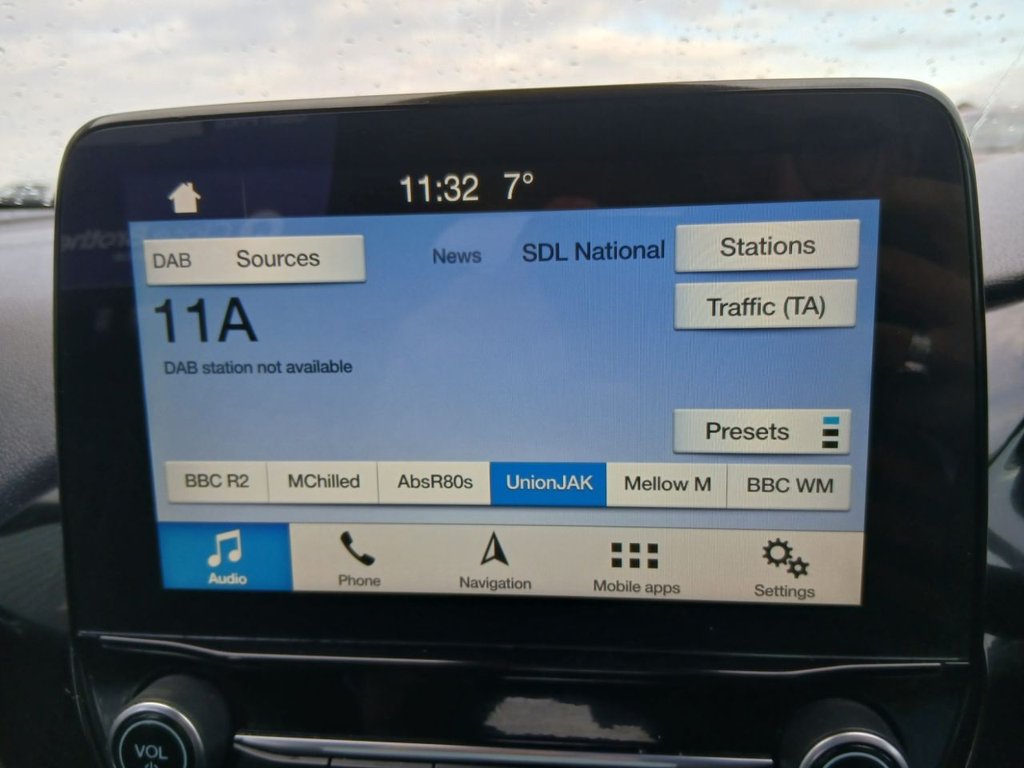 11:32 7°
DAB Sources News SDL National Stations
11A
Traffic (TA)
DAB station not available
Presets
BBC R2 MChilled AbsR80s UnionJAK Mellow M BBC WM
Audio Phone Navigation Mobile apps Settings
VOL